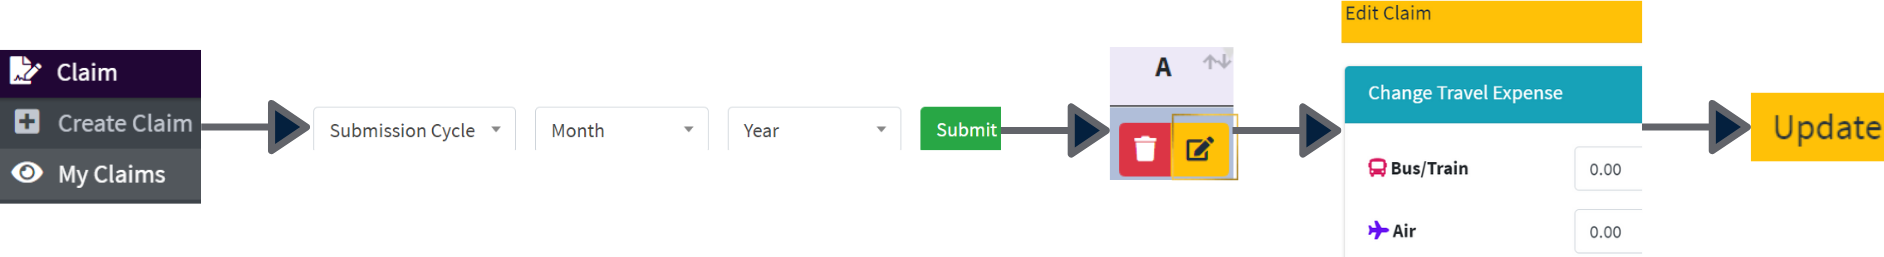 Claim
Create Claim
My Claims
Submission Cycle
Month
Year
Submit
A
Edit Claim
Change Travel Expense
Bus/Train
0.00
Air
0.00
Update